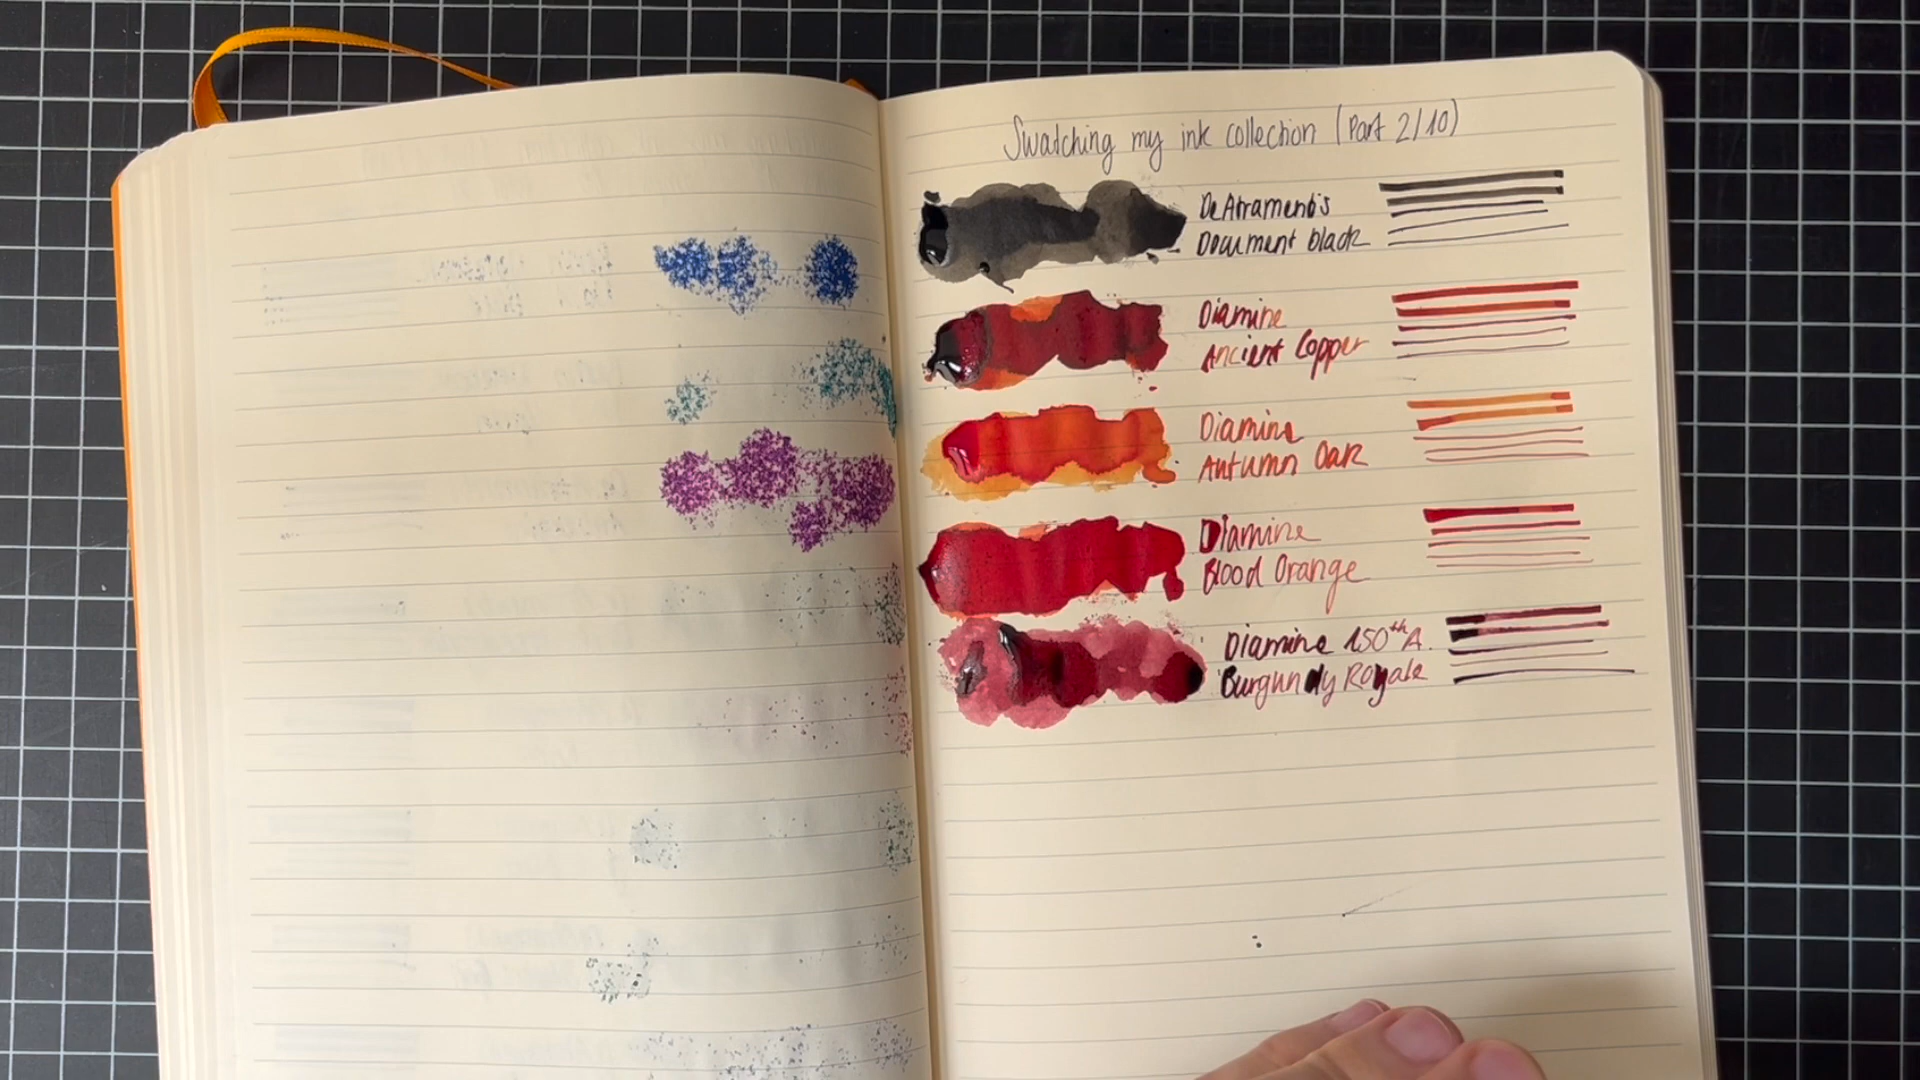 Swatching my ink collection (Part 2/10)
DeAtramentis
Document black
Diamine
Ancient Copper
Diamine
Autumn Oak
Diamine
Blood Orange
Diamine 150th A.
Burgundy Royale